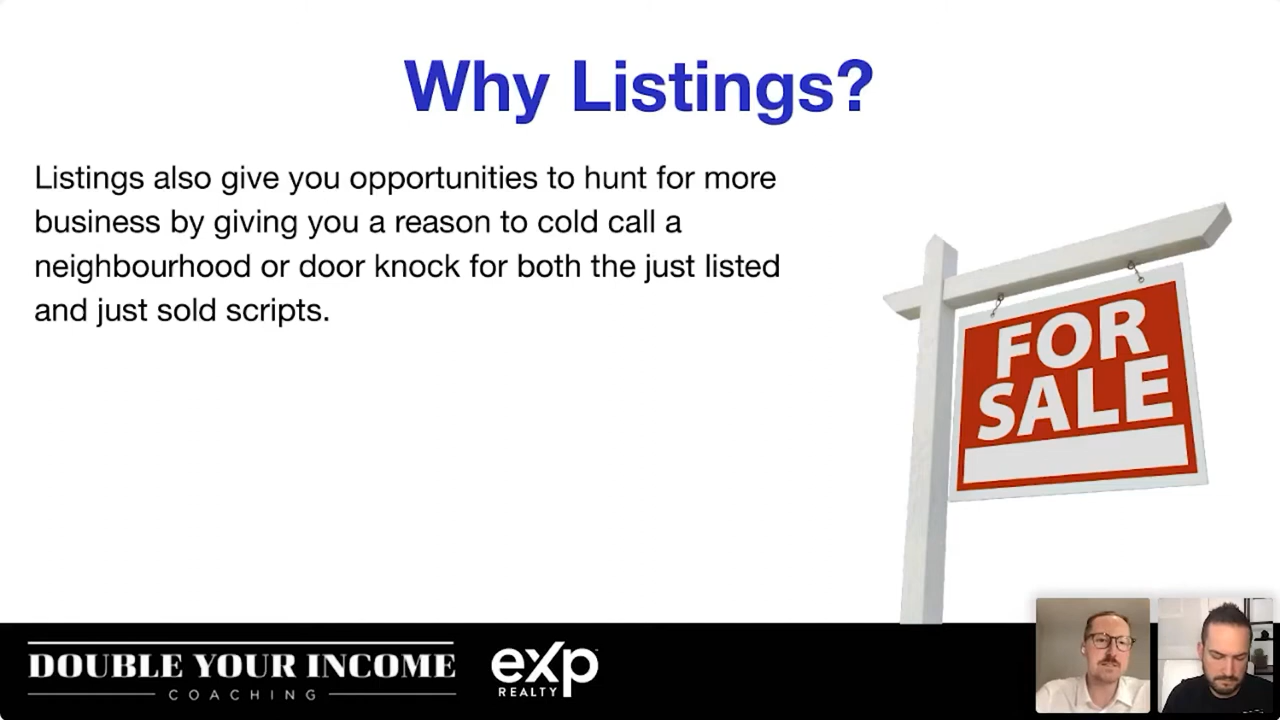 Why Listings?
Listings also give you opportunities to hunt for more
business by giving you a reason to cold call a
neighbourhood or door knock for both the just listed
and just sold scripts.
FOR
SALE
DOUBLE YOUR INCOME
COACHING
eXp
REALTY